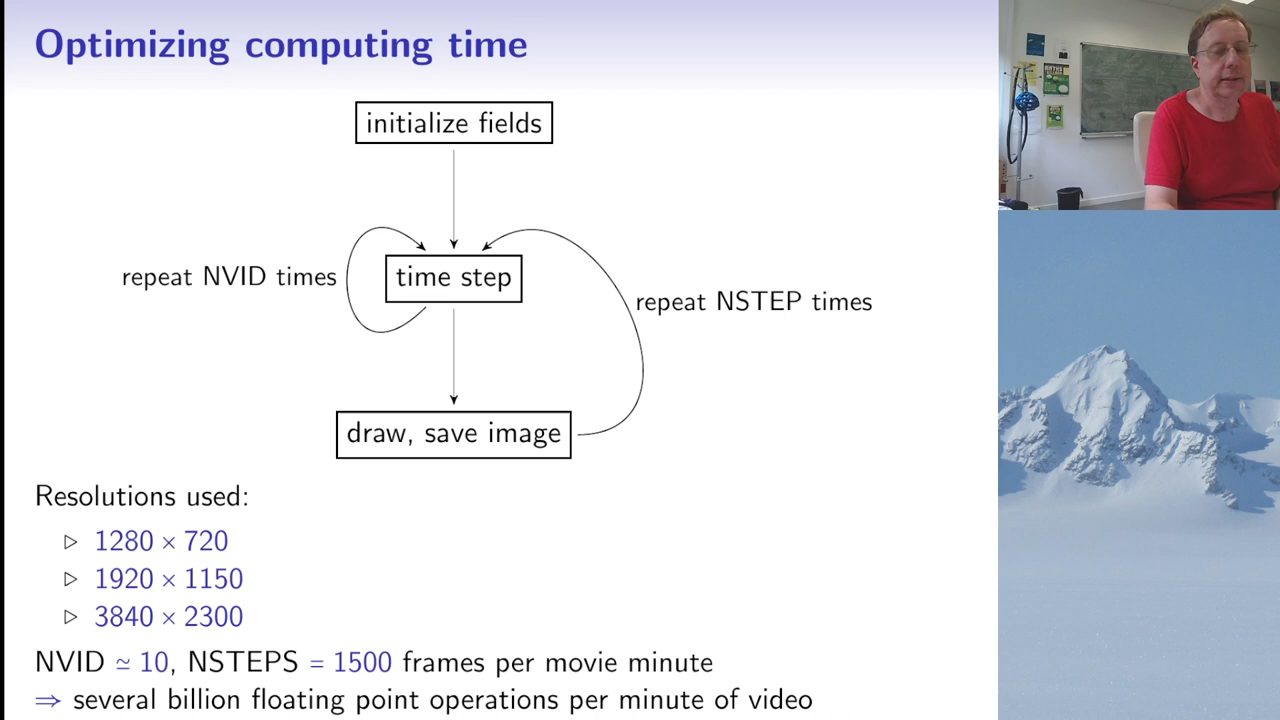 Optimizing computing time
initialize fields
repeat NVID times
time step
repeat NSTEP times
draw, save image
Resolutions used:
▷ 1280 × 720
▷ 1920 × 1150
▷ 3840 × 2300
NVID ≃ 10, NSTEPS = 1500 frames per movie minute
⇒ several billion floating point operations per minute of video